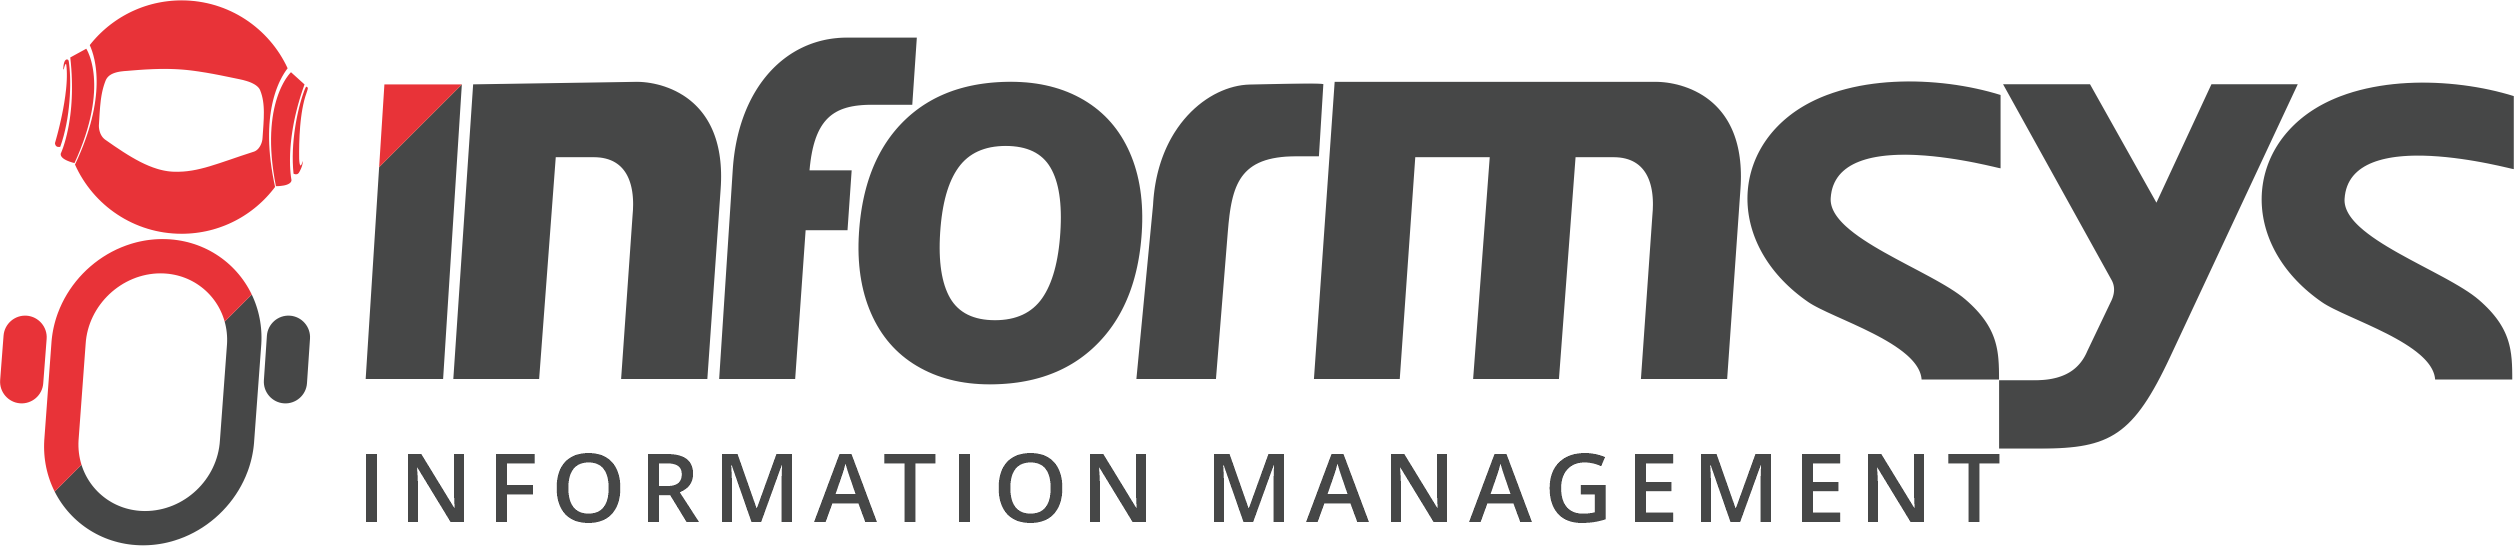 informsys
INFORMATION MANAGEMENT